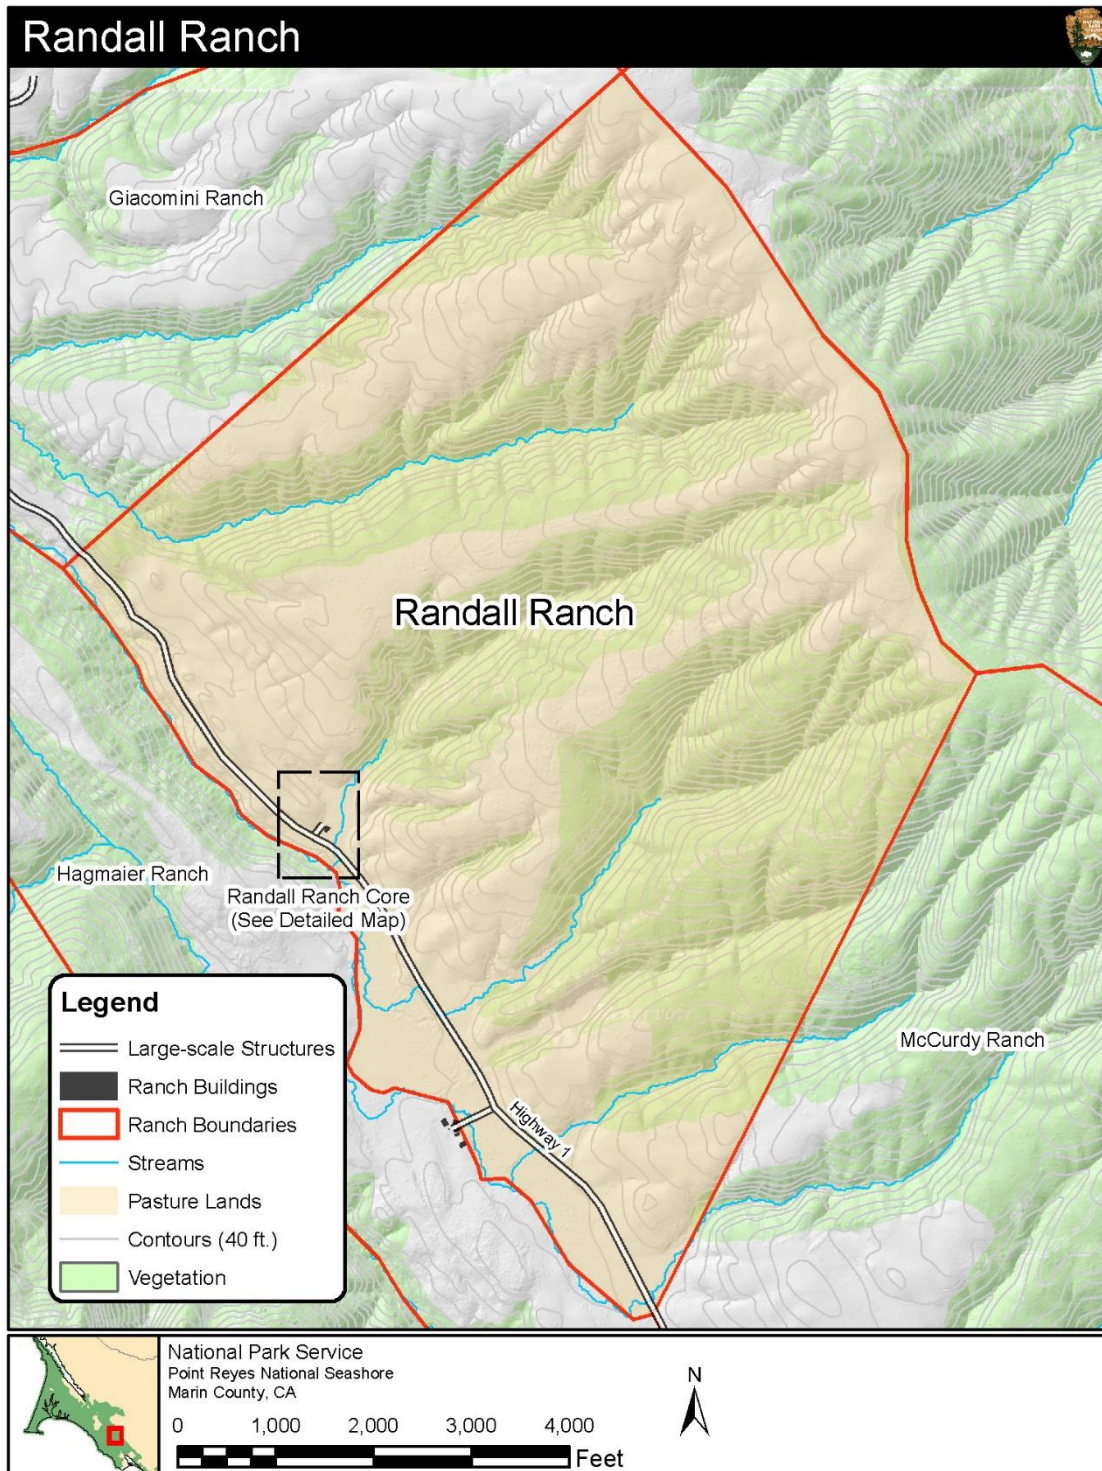 Randall Ranch
Giacomini Ranch
Randall Ranch
Hagmaier Ranch
Randall Ranch Core
(See Detailed Map)
McCurdy Ranch
Highway 1
Legend
Large-scale Structures
Ranch Buildings
Ranch Boundaries
Streams
Pasture Lands
Contours (40 ft.)
Vegetation
National Park Service
Point Reyes National Seashore
Marin County, CA
N
0 1,000 2,000 3,000 4,000
Feet